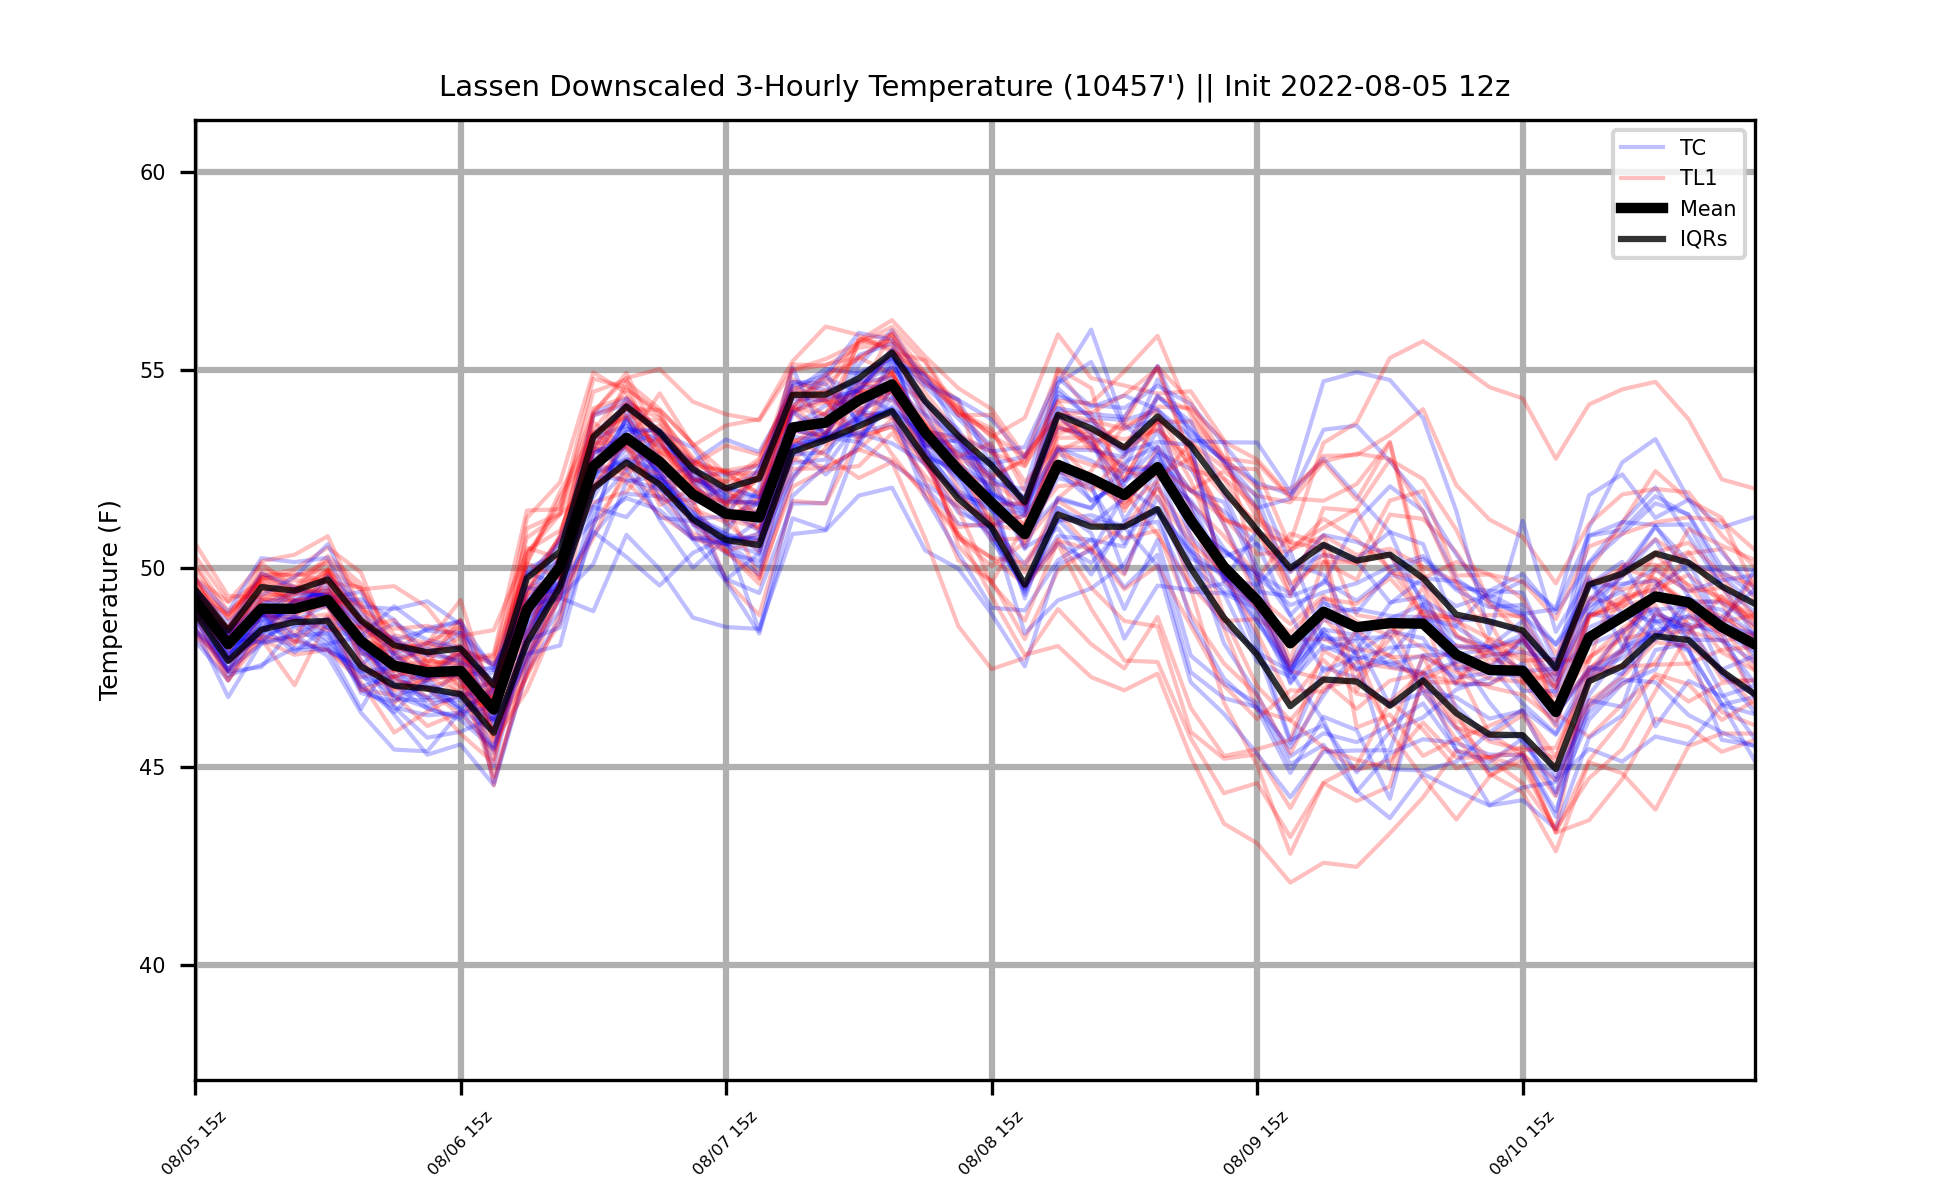 Lassen Downscaled 3-Hourly Temperature (10457') || Init 2022-08-05 12z
TC
TL1
Mean
IQRs
Temperature (F)
60
55
50
45
40
08/05 15z
08/06 15z
08/07 15z
08/08 15z
08/09 15z
08/10 15z